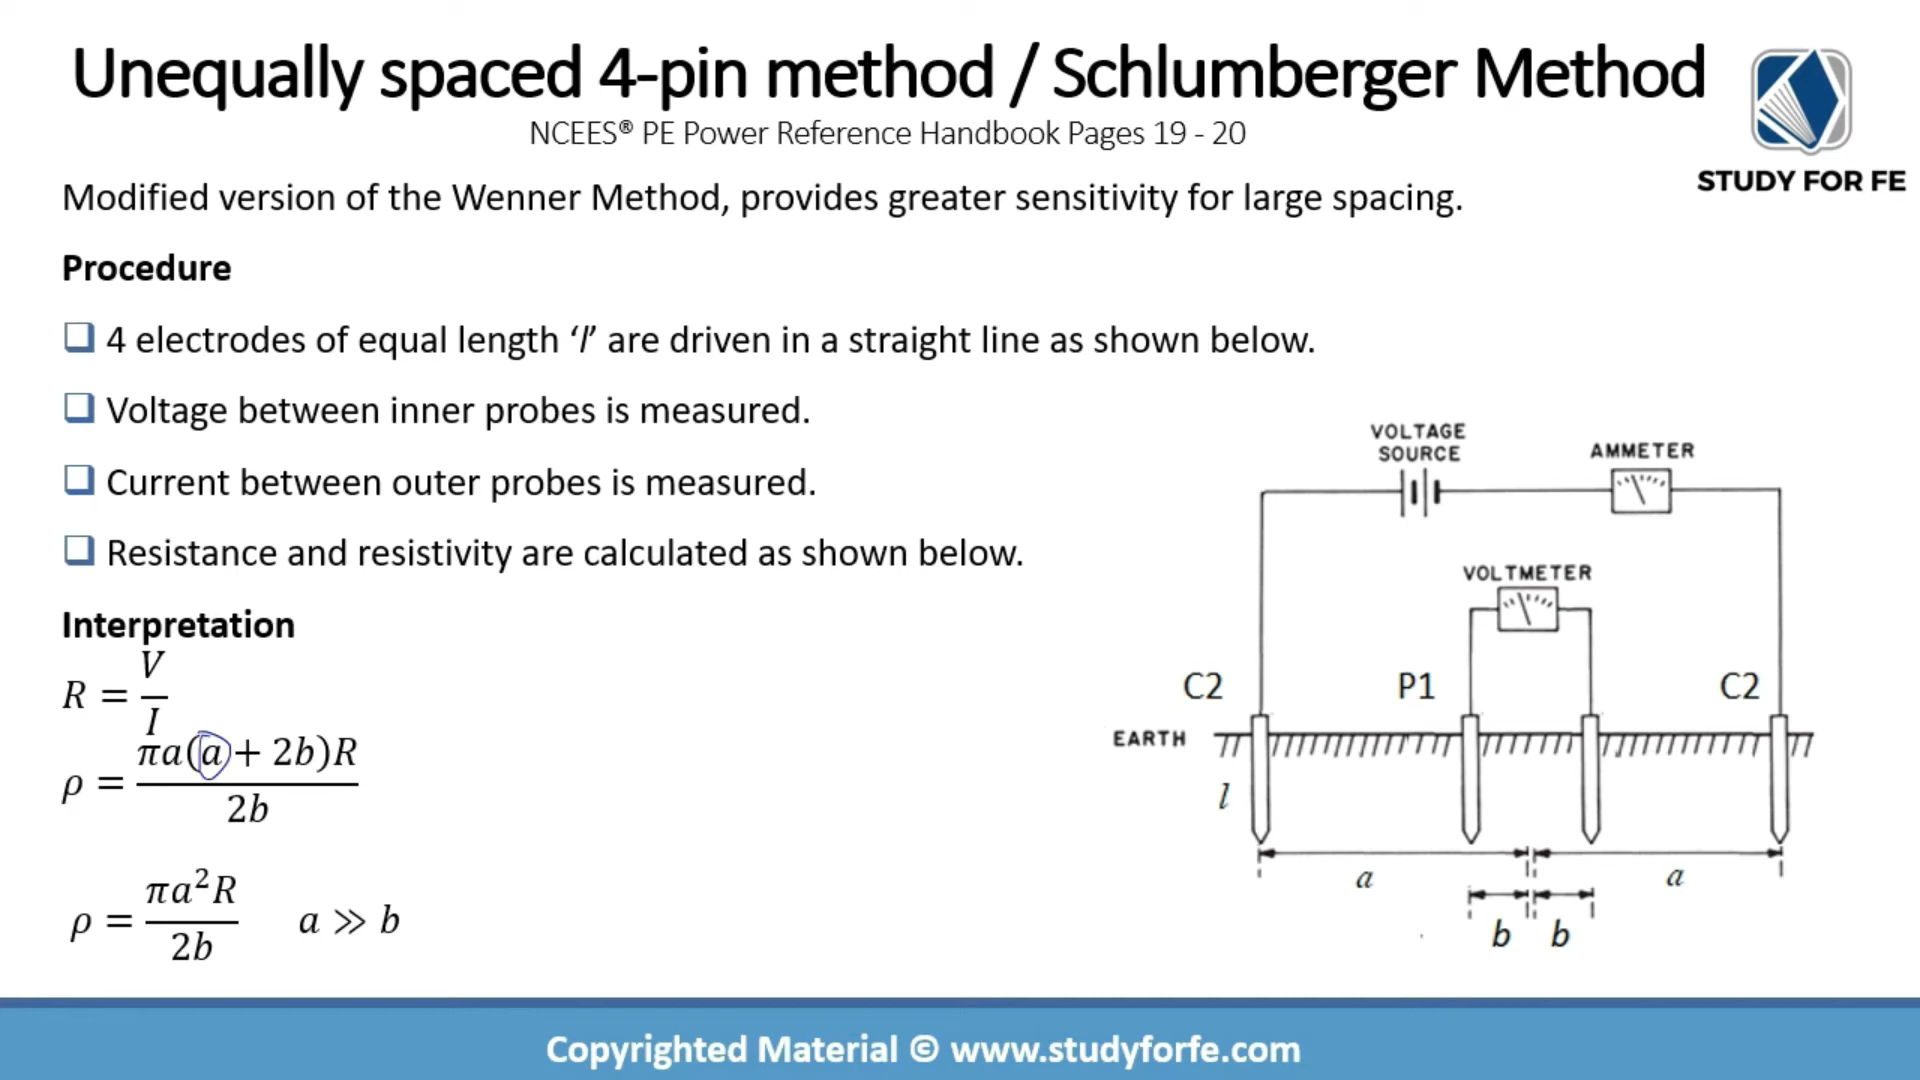 Unequally spaced 4-pin method / Schlumberger Method
NCEES® PE Power Reference Handbook Pages 19 - 20
STUDY FOR FE
Modified version of the Wenner Method, provides greater sensitivity for large spacing.
Procedure
❑ 4 electrodes of equal length ‘l’ are driven in a straight line as shown below.
❑ Voltage between inner probes is measured.
❑ Current between outer probes is measured.
❑ Resistance and resistivity are calculated as shown below.
Interpretation
R = V/I
ρ = πa(a + 2b)R / 2b
ρ = πa²R / 2b    a ≫ b
VOLTAGE
SOURCE
AMMETER
VOLTMETER
C2
P1
C2
EARTH
l
a
a
b
b
Copyrighted Material © www.studyforfe.com